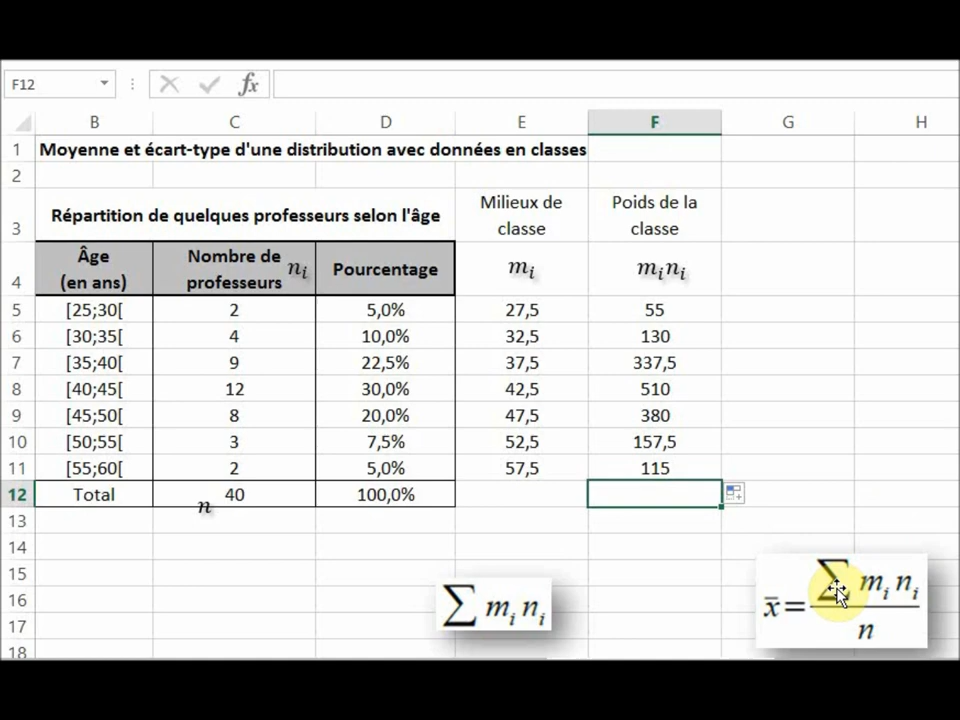 F12 fx
B C D E F G H
1 Moyenne et écart-type d'une distribution avec données en classes
2
3 Répartition de quelques professeurs selon l'âge Milieux de classe Poids de la classe
4 Âge (en ans) Nombre de professeurs nᵢ Pourcentage mᵢ mᵢnᵢ
5 [25;30[ 2 5,0% 27,5 55
6 [30;35[ 4 10,0% 32,5 130
7 [35;40[ 9 22,5% 37,5 337,5
8 [40;45[ 12 30,0% 42,5 510
9 [45;50[ 8 20,0% 47,5 380
10 [50;55[ 3 7,5% 52,5 157,5
11 [55;60[ 2 5,0% 57,5 115
12 Total 40 100,0%
n
13
14
15
16
17
18
∑ mᵢ nᵢ
x̄ = ∑ mᵢ nᵢ / n